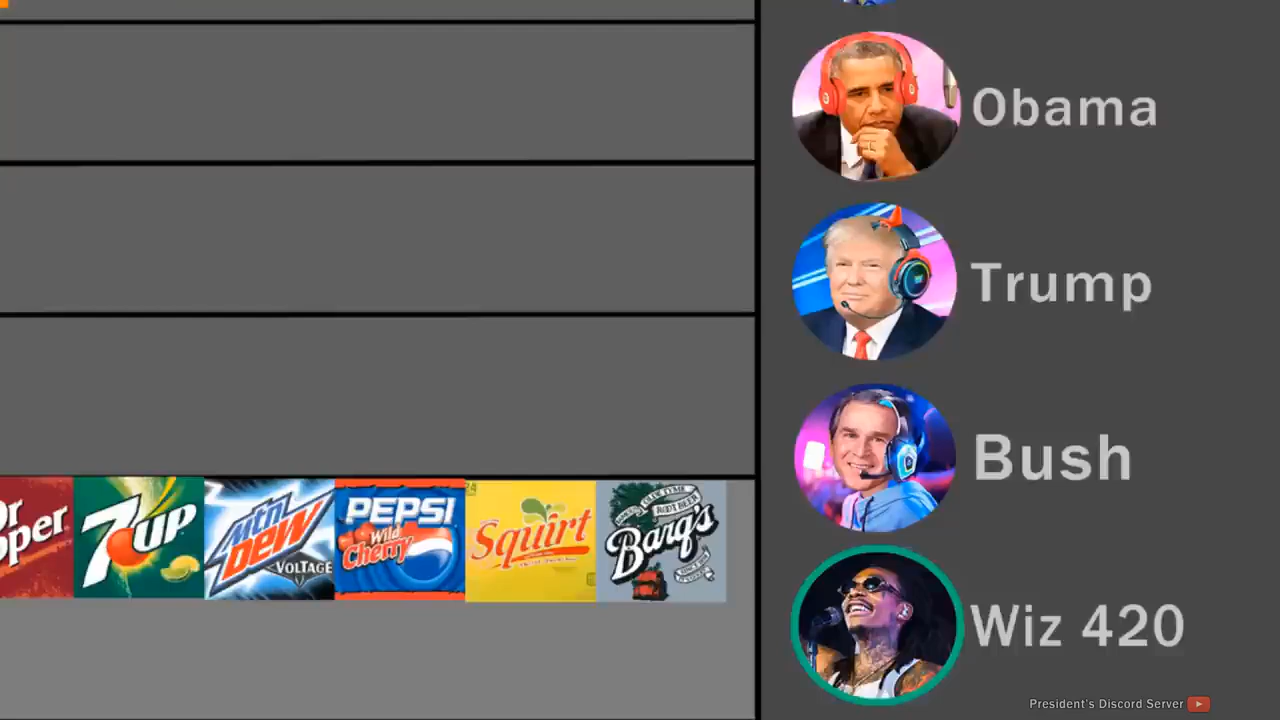 Obama
Trump
Bush
Wiz 420
7UP
Mtn Dew VOLTAGE
PEPSI
Wild
Cherry
Squirt
Barq's
President's Discord Server